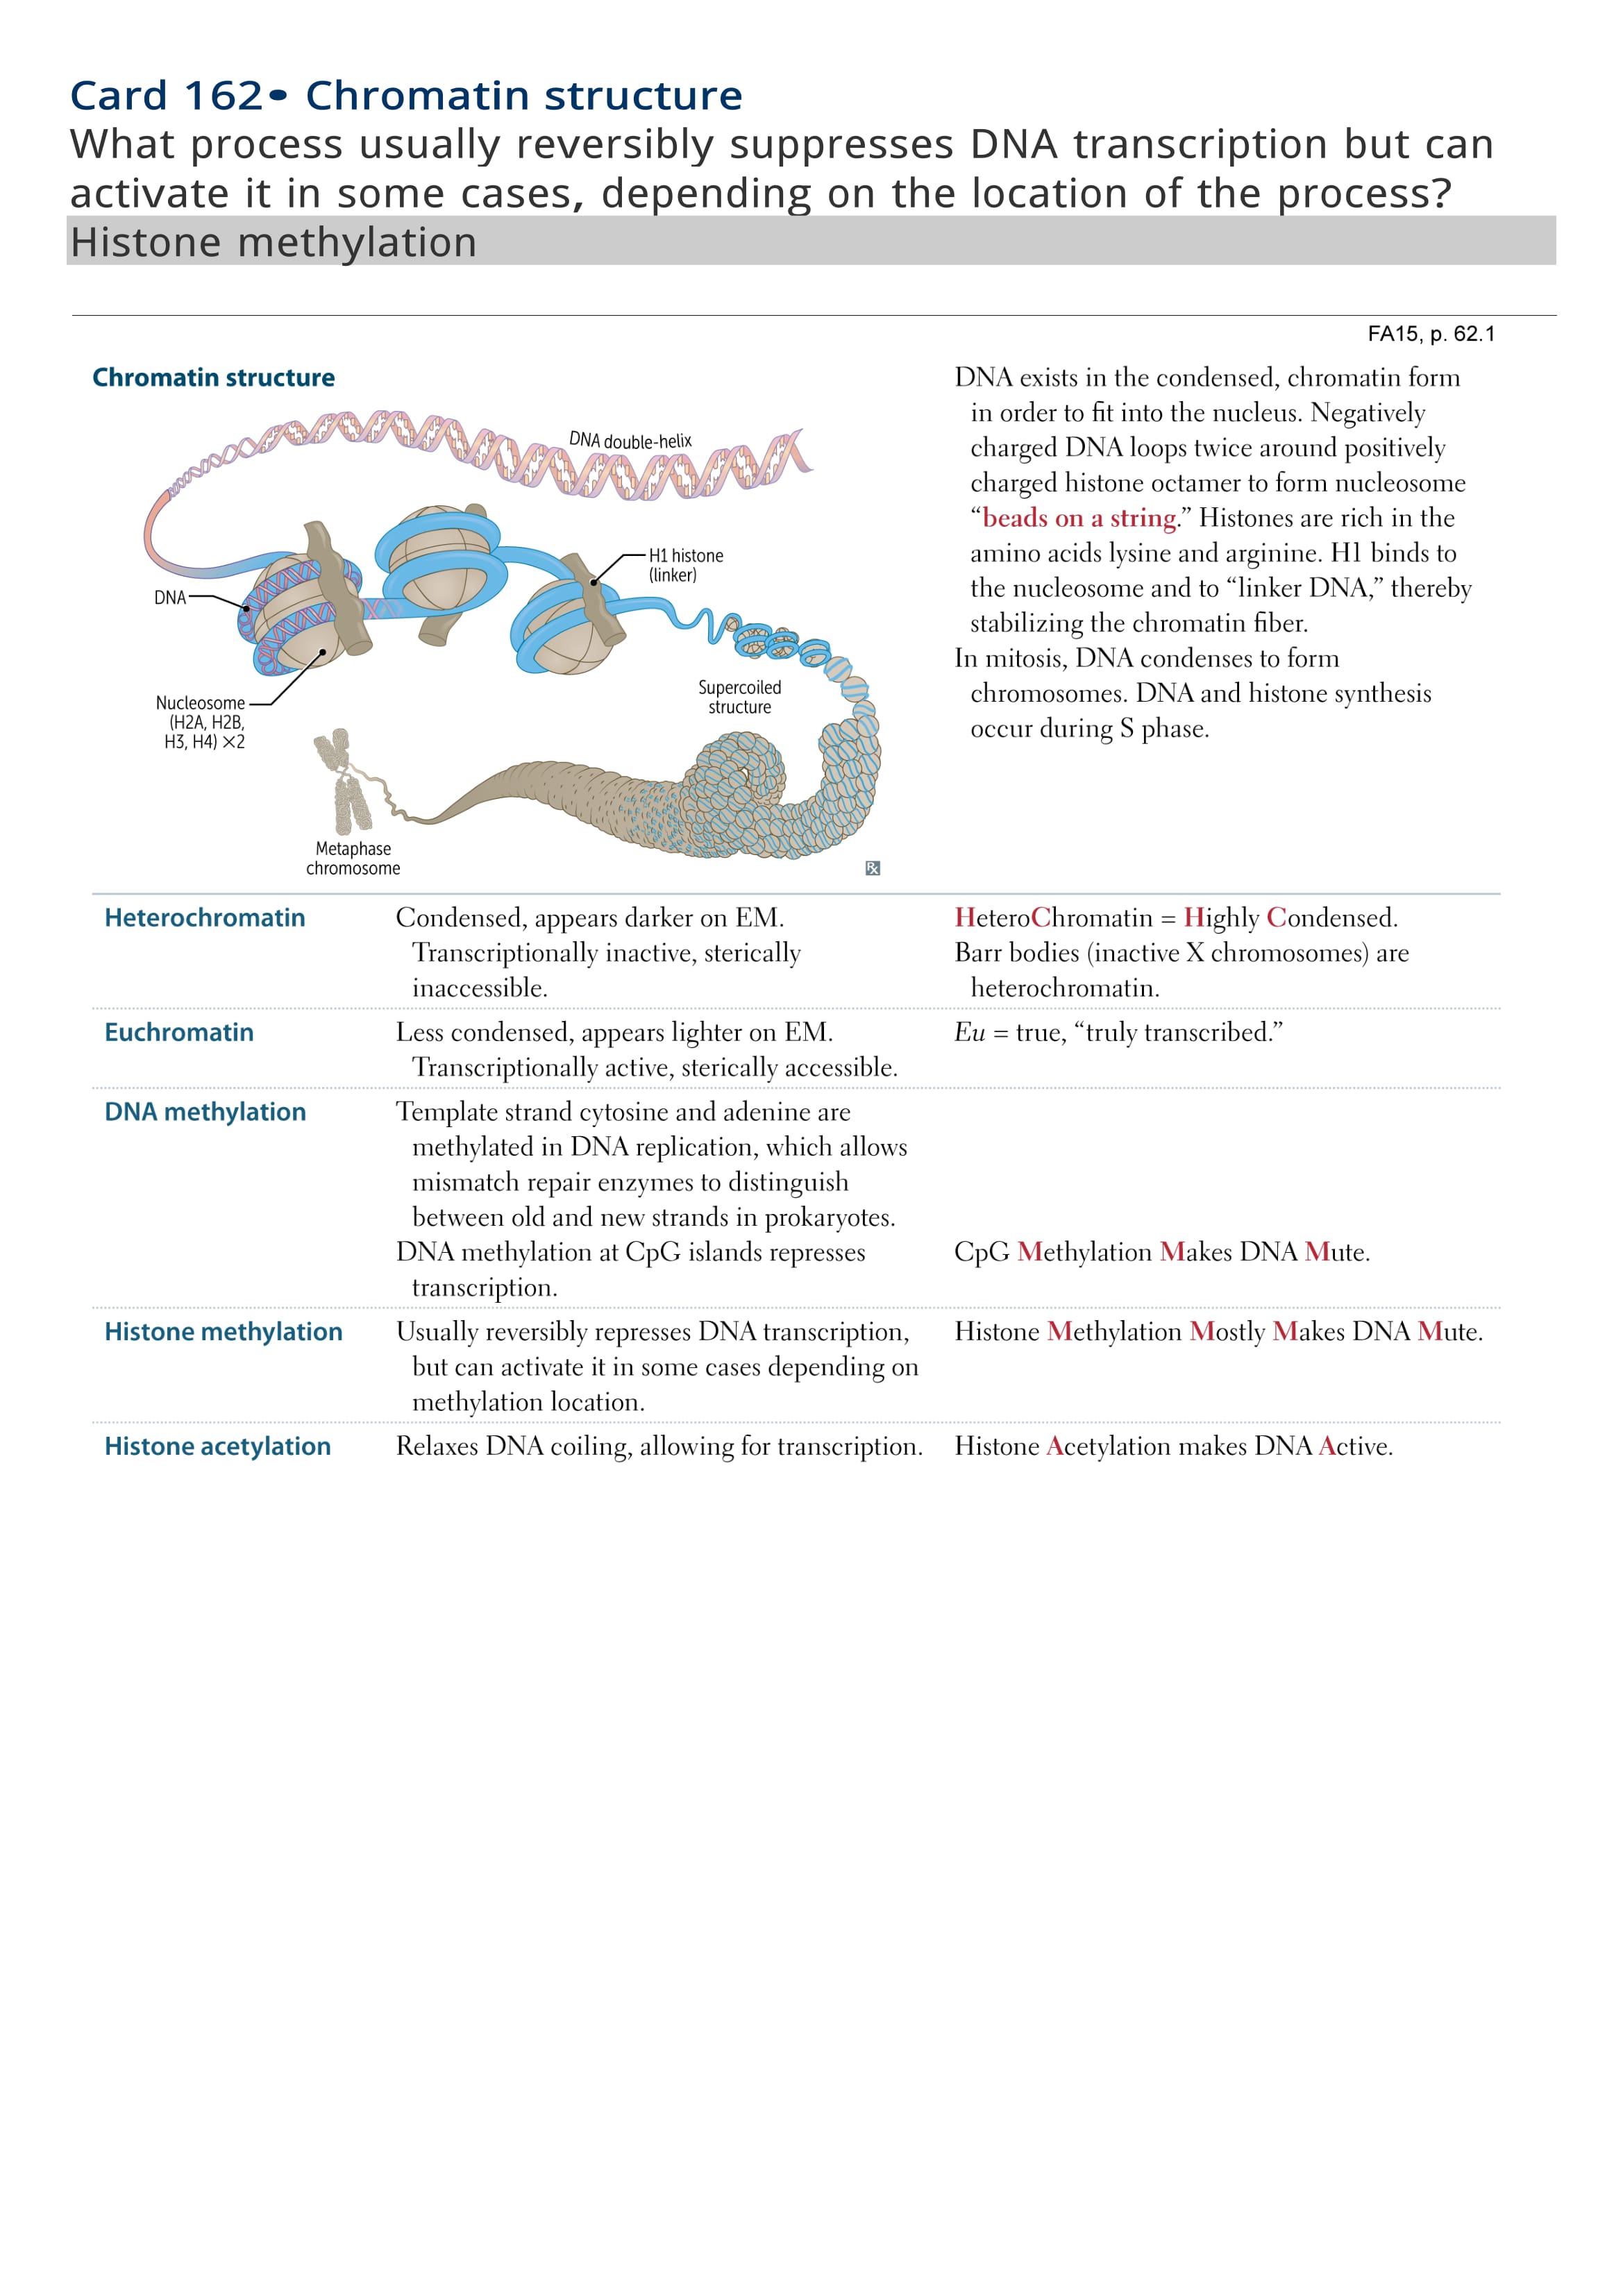 Card 162• Chromatin structure
What process usually reversibly suppresses DNA transcription but can
activate it in some cases, depending on the location of the process?
Histone methylation
FA15, p. 62.1
Chromatin structure
DNA double-helix
H1 histone
(linker)
DNA
Nucleosome
(H2A, H2B,
H3, H4) ×2
Supercoiled
structure
Metaphase
chromosome
Rx
DNA exists in the condensed, chromatin form
in order to fit into the nucleus. Negatively
charged DNA loops twice around positively
charged histone octamer to form nucleosome
“beads on a string.” Histones are rich in the
amino acids lysine and arginine. H1 binds to
the nucleosome and to “linker DNA,” thereby
stabilizing the chromatin fiber.
In mitosis, DNA condenses to form
chromosomes. DNA and histone synthesis
occur during S phase.
Heterochromatin
Condensed, appears darker on EM.
Transcriptionally inactive, sterically
inaccessible.
HeteroChromatin = Highly Condensed.
Barr bodies (inactive X chromosomes) are
heterochromatin.
Euchromatin
Less condensed, appears lighter on EM.
Transcriptionally active, sterically accessible.
Eu = true, “truly transcribed.”
DNA methylation
Template strand cytosine and adenine are
methylated in DNA replication, which allows
mismatch repair enzymes to distinguish
between old and new strands in prokaryotes.
DNA methylation at CpG islands represses
transcription.
CpG Methylation Makes DNA Mute.
Histone methylation
Usually reversibly represses DNA transcription,
but can activate it in some cases depending on
methylation location.
Histone Methylation Mostly Makes DNA Mute.
Histone acetylation
Relaxes DNA coiling, allowing for transcription.
Histone Acetylation makes DNA Active.